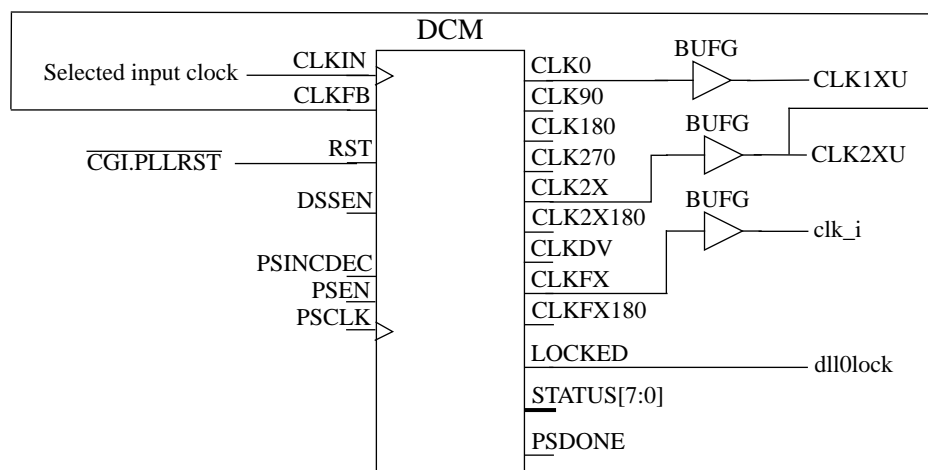 DCM
BUFG
CLKIN
Selected input clock
CLK0
CLK1XU
CLKFB
CLK90
BUFG
CLK180
CGI.PLLRST
RST
CLK270
CLK2XU
CLK2X
DSSEN
BUFG
CLK2X180
clk_i
CLKDV
PSINCDEC
CLKFX
PSEN
CLKFX180
PSCLK
LOCKED
dll0lock
STATUS[7:0]
PSDONE